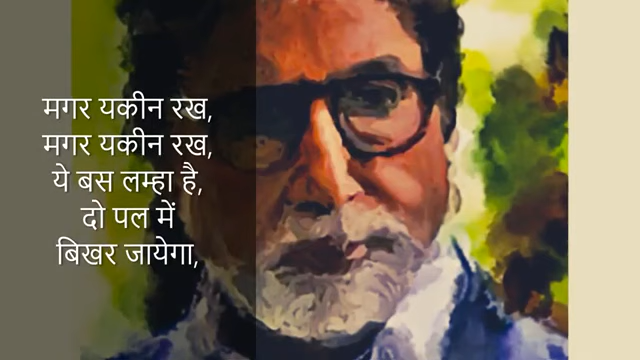 मगर यकीन रख,
मगर यकीन रख,
ये बस लम्हा है,
दो पल में
बिखर जायेगा,